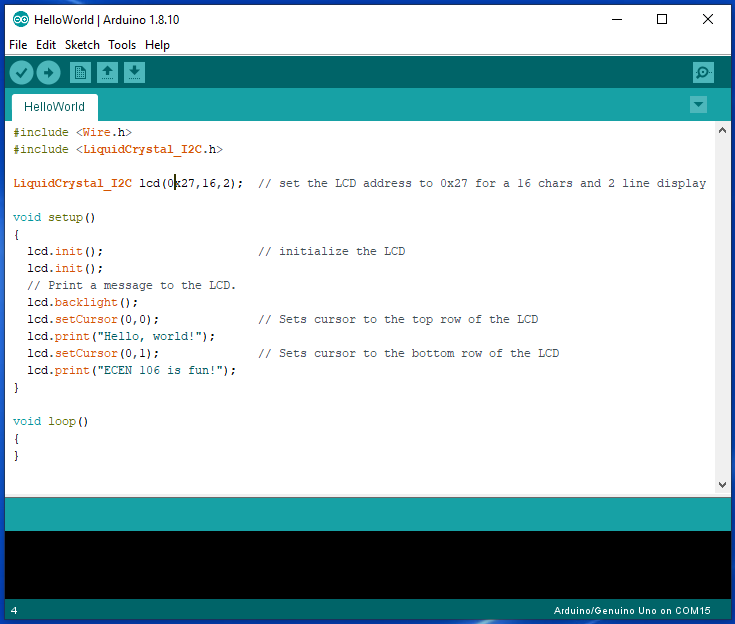 HelloWorld | Arduino 1.8.10
File Edit Sketch Tools Help
HelloWorld
#include <Wire.h>
#include <LiquidCrystal_I2C.h>
LiquidCrystal_I2C lcd(0x27,16,2);  // set the LCD address to 0x27 for a 16 chars and 2 line display
void setup()
{
  lcd.init();                      // initialize the LCD
  lcd.init();
  // Print a message to the LCD.
  lcd.backlight();
  lcd.setCursor(0,0);              // Sets cursor to the top row of the LCD
  lcd.print("Hello, world!");
  lcd.setCursor(0,1);              // Sets cursor to the bottom row of the LCD
  lcd.print("ECEN 106 is fun!");
}
void loop()
{
}
4 Arduino/Genuino Uno on COM15